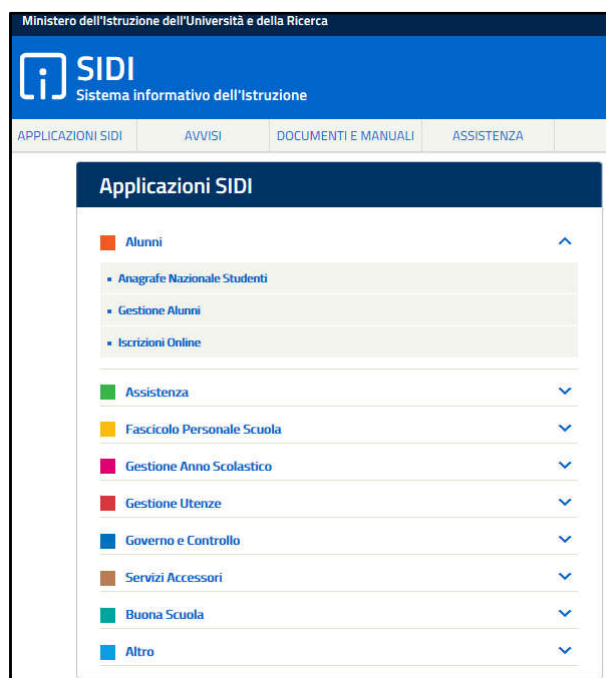 Ministero dell'Istruzione dell'Università e della Ricerca
SIDI
Sistema informativo dell'Istruzione
APPLICAZIONI SIDI AVVISI DOCUMENTI E MANUALI ASSISTENZA
Applicazioni SIDI
Alunni
Anagrafe Nazionale Studenti
Gestione Alunni
Iscrizioni Online
Assistenza
Fascicolo Personale Scuola
Gestione Anno Scolastico
Gestione Utenze
Governo e Controllo
Servizi Accessori
Buona Scuola
Altro